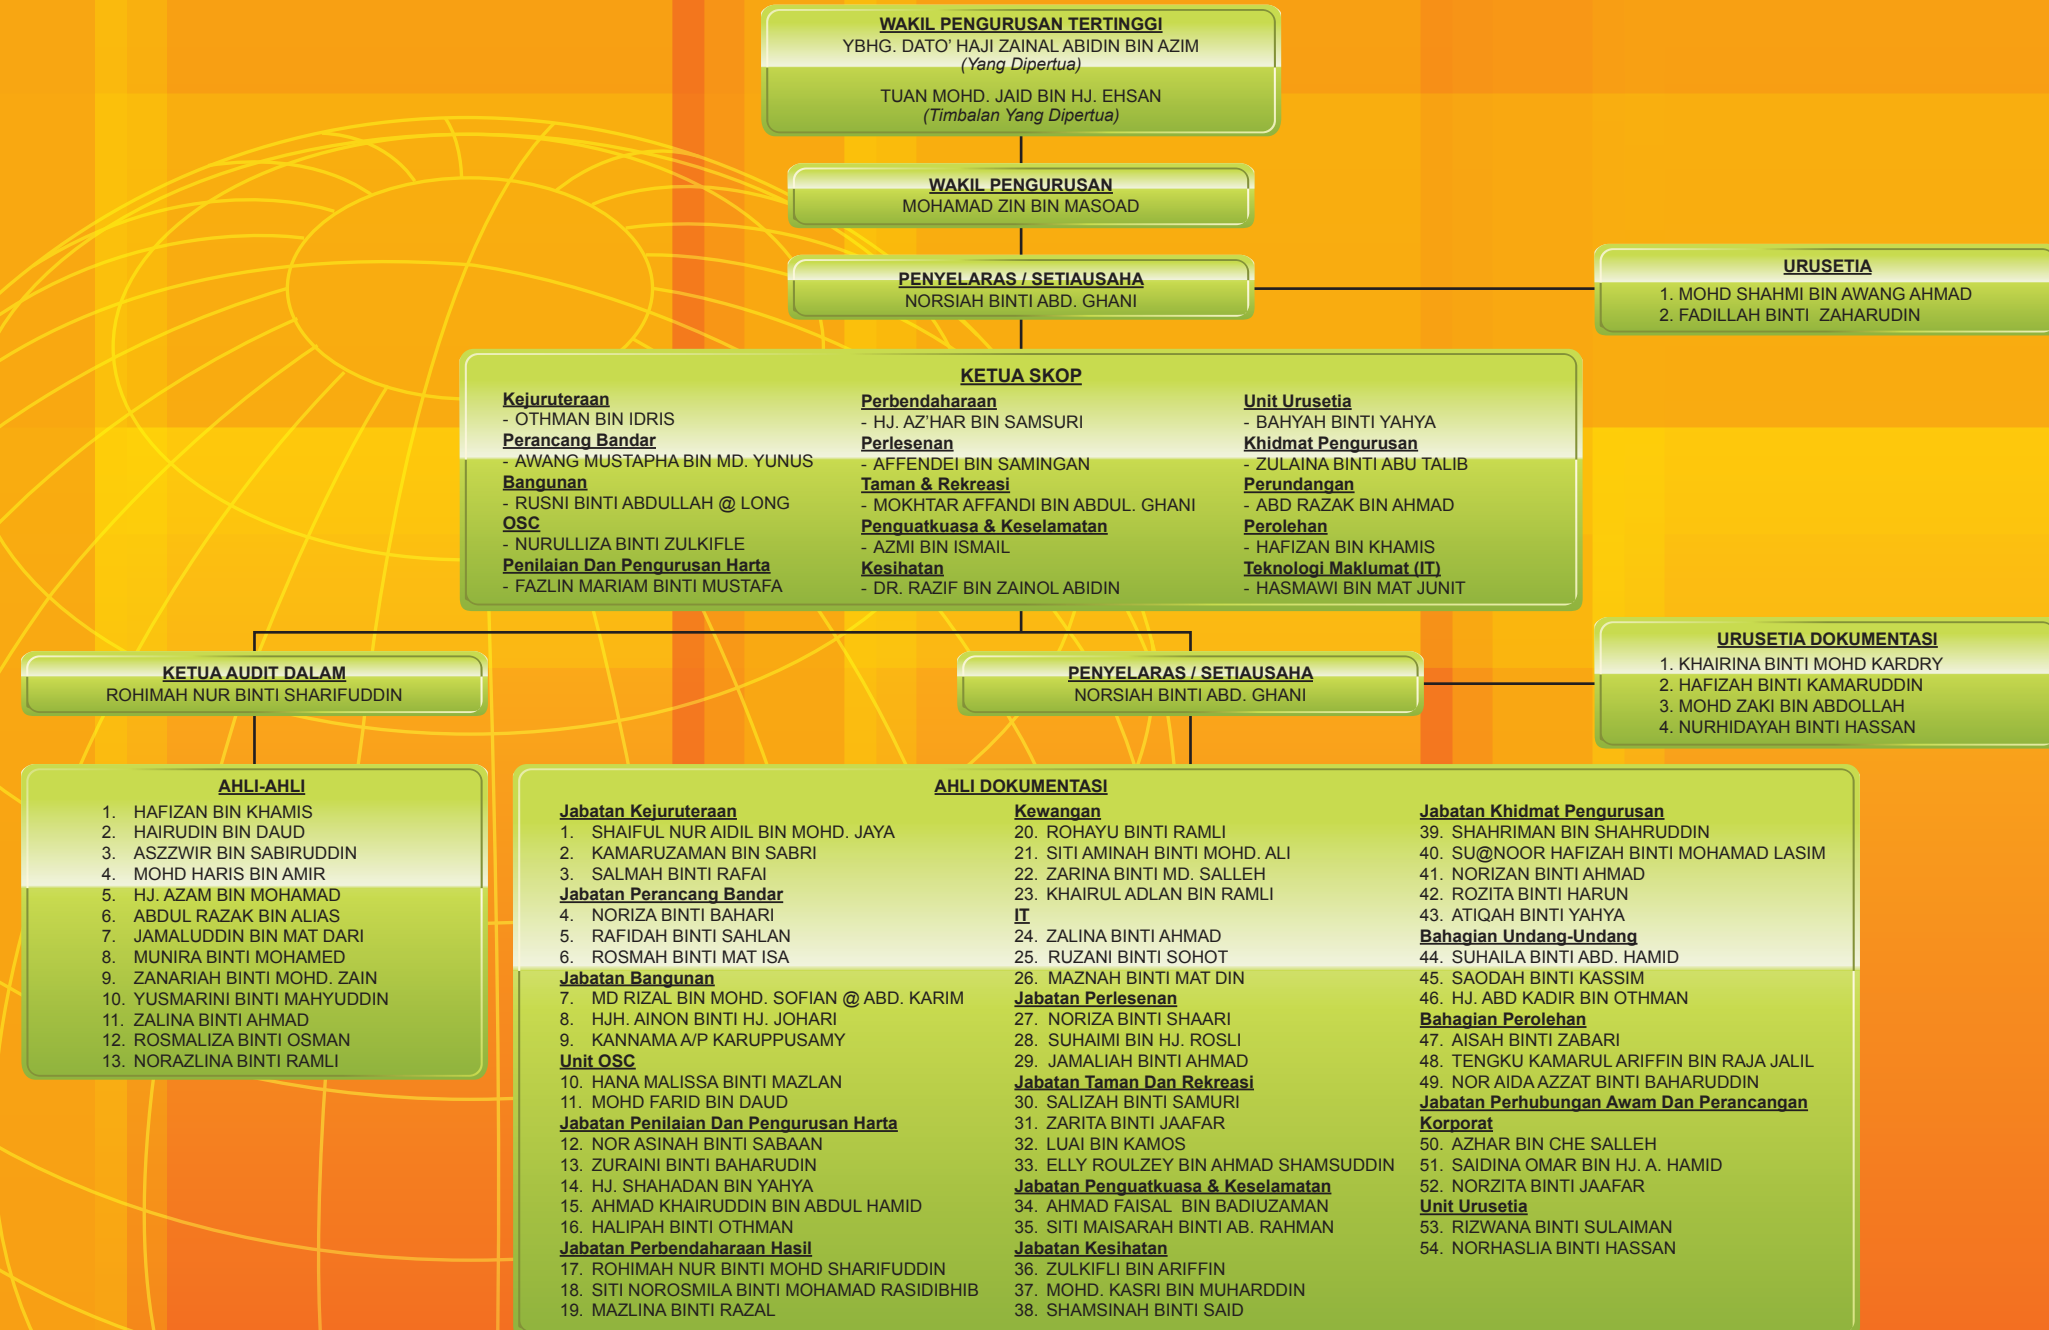 WAKIL PENGURUSAN TERTINGGI
YBHG. DATO’ HAJI ZAINAL ABIDIN BIN AZIM
(Yang Dipertua)
TUAN MOHD. JAID BIN HJ. EHSAN
(Timbalan Yang Dipertua)
WAKIL PENGURUSAN
MOHAMAD ZIN BIN MASOAD
PENYELARAS / SETIAUSAHA
NORSIAH BINTI ABD. GHANI
URUSETIA
1. MOHD SHAHMI BIN AWANG AHMAD
2. FADILLAH BINTI ZAHARUDIN
KETUA SKOP
Kejuruteraan
- OTHMAN BIN IDRIS
Perancang Bandar
- AWANG MUSTAPHA BIN MD. YUNUS
Bangunan
- RUSNI BINTI ABDULLAH @ LONG
OSC
- NURULLIZA BINTI ZULKIFLE
Penilaian Dan Pengurusan Harta
- FAZLIN MARIAM BINTI MUSTAFA
Perbendaharaan
- HJ. AZ’HAR BIN SAMSURI
Perlesenan
- AFFENDEI BIN SAMINGAN
Taman & Rekreasi
- MOKHTAR AFFANDI BIN ABDUL. GHANI
Penguatkuasa & Keselamatan
- AZMI BIN ISMAIL
Kesihatan
- DR. RAZIF BIN ZAINOL ABIDIN
Unit Urusetia
- BAHYAH BINTI YAHYA
Khidmat Pengurusan
- ZULAINA BINTI ABU TALIB
Perundangan
- ABD RAZAK BIN AHMAD
Perolehan
- HAFIZAN BIN KHAMIS
Teknologi Maklumat (IT)
- HASMAWI BIN MAT JUNIT
KETUA AUDIT DALAM
ROHIMAH NUR BINTI SHARIFUDDIN
PENYELARAS / SETIAUSAHA
NORSIAH BINTI ABD. GHANI
URUSETIA DOKUMENTASI
1. KHAIRINA BINTI MOHD KARDRY
2. HAFIZAH BINTI KAMARUDDIN
3. MOHD ZAKI BIN ABDOLLAH
4. NURHIDAYAH BINTI HASSAN
AHLI-AHLI
1. HAFIZAN BIN KHAMIS
2. HAIRUDIN BIN DAUD
3. ASZZWIR BIN SABIRUDDIN
4. MOHD HARIS BIN AMIR
5. HJ. AZAM BIN MOHAMAD
6. ABDUL RAZAK BIN ALIAS
7. JAMALUDDIN BIN MAT DARI
8. MUNIRA BINTI MOHAMED
9. ZANARIAH BINTI MOHD. ZAIN
10. YUSMARINI BINTI MAHYUDDIN
11. ZALINA BINTI AHMAD
12. ROSMALIZA BINTI OSMAN
13. NORAZLINA BINTI RAMLI
AHLI DOKUMENTASI
Jabatan Kejuruteraan
1. SHAIFUL NUR AIDIL BIN MOHD. JAYA
2. KAMARUZAMAN BIN SABRI
3. SALMAH BINTI RAFAI
Jabatan Perancang Bandar
4. NORIZA BINTI BAHARI
5. RAFIDAH BINTI SAHLAN
6. ROSMAH BINTI MAT ISA
Jabatan Bangunan
7. MD RIZAL BIN MOHD. SOFIAN @ ABD. KARIM
8. HJH. AINON BINTI HJ. JOHARI
9. KANNAMA A/P KARUPPUSAMY
Unit OSC
10. HANA MALISSA BINTI MAZLAN
11. MOHD FARID BIN DAUD
Jabatan Penilaian Dan Pengurusan Harta
12. NOR ASINAH BINTI SABAAN
13. ZURAINI BINTI BAHARUDIN
14. HJ. SHAHADAN BIN YAHYA
15. AHMAD KHAIRUDDIN BIN ABDUL HAMID
16. HALIPAH BINTI OTHMAN
Jabatan Perbendaharaan Hasil
17. ROHIMAH NUR BINTI MOHD SHARIFUDDIN
18. SITI NOROSMILA BINTI MOHAMAD RASIDIBHIB
19. MAZLINA BINTI RAZAL
Kewangan
20. ROHAYU BINTI RAMLI
21. SITI AMINAH BINTI MOHD. ALI
22. ZARINA BINTI MD. SALLEH
23. KHAIRUL ADLAN BIN RAMLI
IT
24. ZALINA BINTI AHMAD
25. RUZANI BINTI SOHOT
26. MAZNAH BINTI MAT DIN
Jabatan Perlesenan
27. NORIZA BINTI SHAARI
28. SUHAIMI BIN HJ. ROSLI
29. JAMALIAH BINTI AHMAD
Jabatan Taman Dan Rekreasi
30. SALIZAH BINTI SAMURI
31. ZARITA BINTI JAAFAR
32. LUAI BIN KAMOS
33. ELLY ROULZEY BIN AHMAD SHAMSUDDIN
Jabatan Penguatkuasa & Keselamatan
34. AHMAD FAISAL BIN BADIUZAMAN
35. SITI MAISARAH BINTI AB. RAHMAN
Jabatan Kesihatan
36. ZULKIFLI BIN ARIFFIN
37. MOHD. KASRI BIN MUHARDDIN
38. SHAMSINAH BINTI SAID
Jabatan Khidmat Pengurusan
39. SHAHRIMAN BIN SHAHRUDDIN
40. SU@NOOR HAFIZAH BINTI MOHAMAD LASIM
41. NORIZAN BINTI AHMAD
42. ROZITA BINTI HARUN
43. ATIQAH BINTI YAHYA
Bahagian Undang-Undang
44. SUHAILA BINTI ABD. HAMID
45. SAODAH BINTI KASSIM
46. HJ. ABD KADIR BIN OTHMAN
Bahagian Perolehan
47. AISAH BINTI ZABARI
48. TENGKU KAMARUL ARIFFIN BIN RAJA JALIL
49. NOR AIDA AZZAT BINTI BAHARUDDIN
Jabatan Perhubungan Awam Dan Perancangan
Korporat
50. AZHAR BIN CHE SALLEH
51. SAIDINA OMAR BIN HJ. A. HAMID
52. NORZITA BINTI JAAFAR
Unit Urusetia
53. RIZWANA BINTI SULAIMAN
54. NORHASLIA BINTI HASSAN